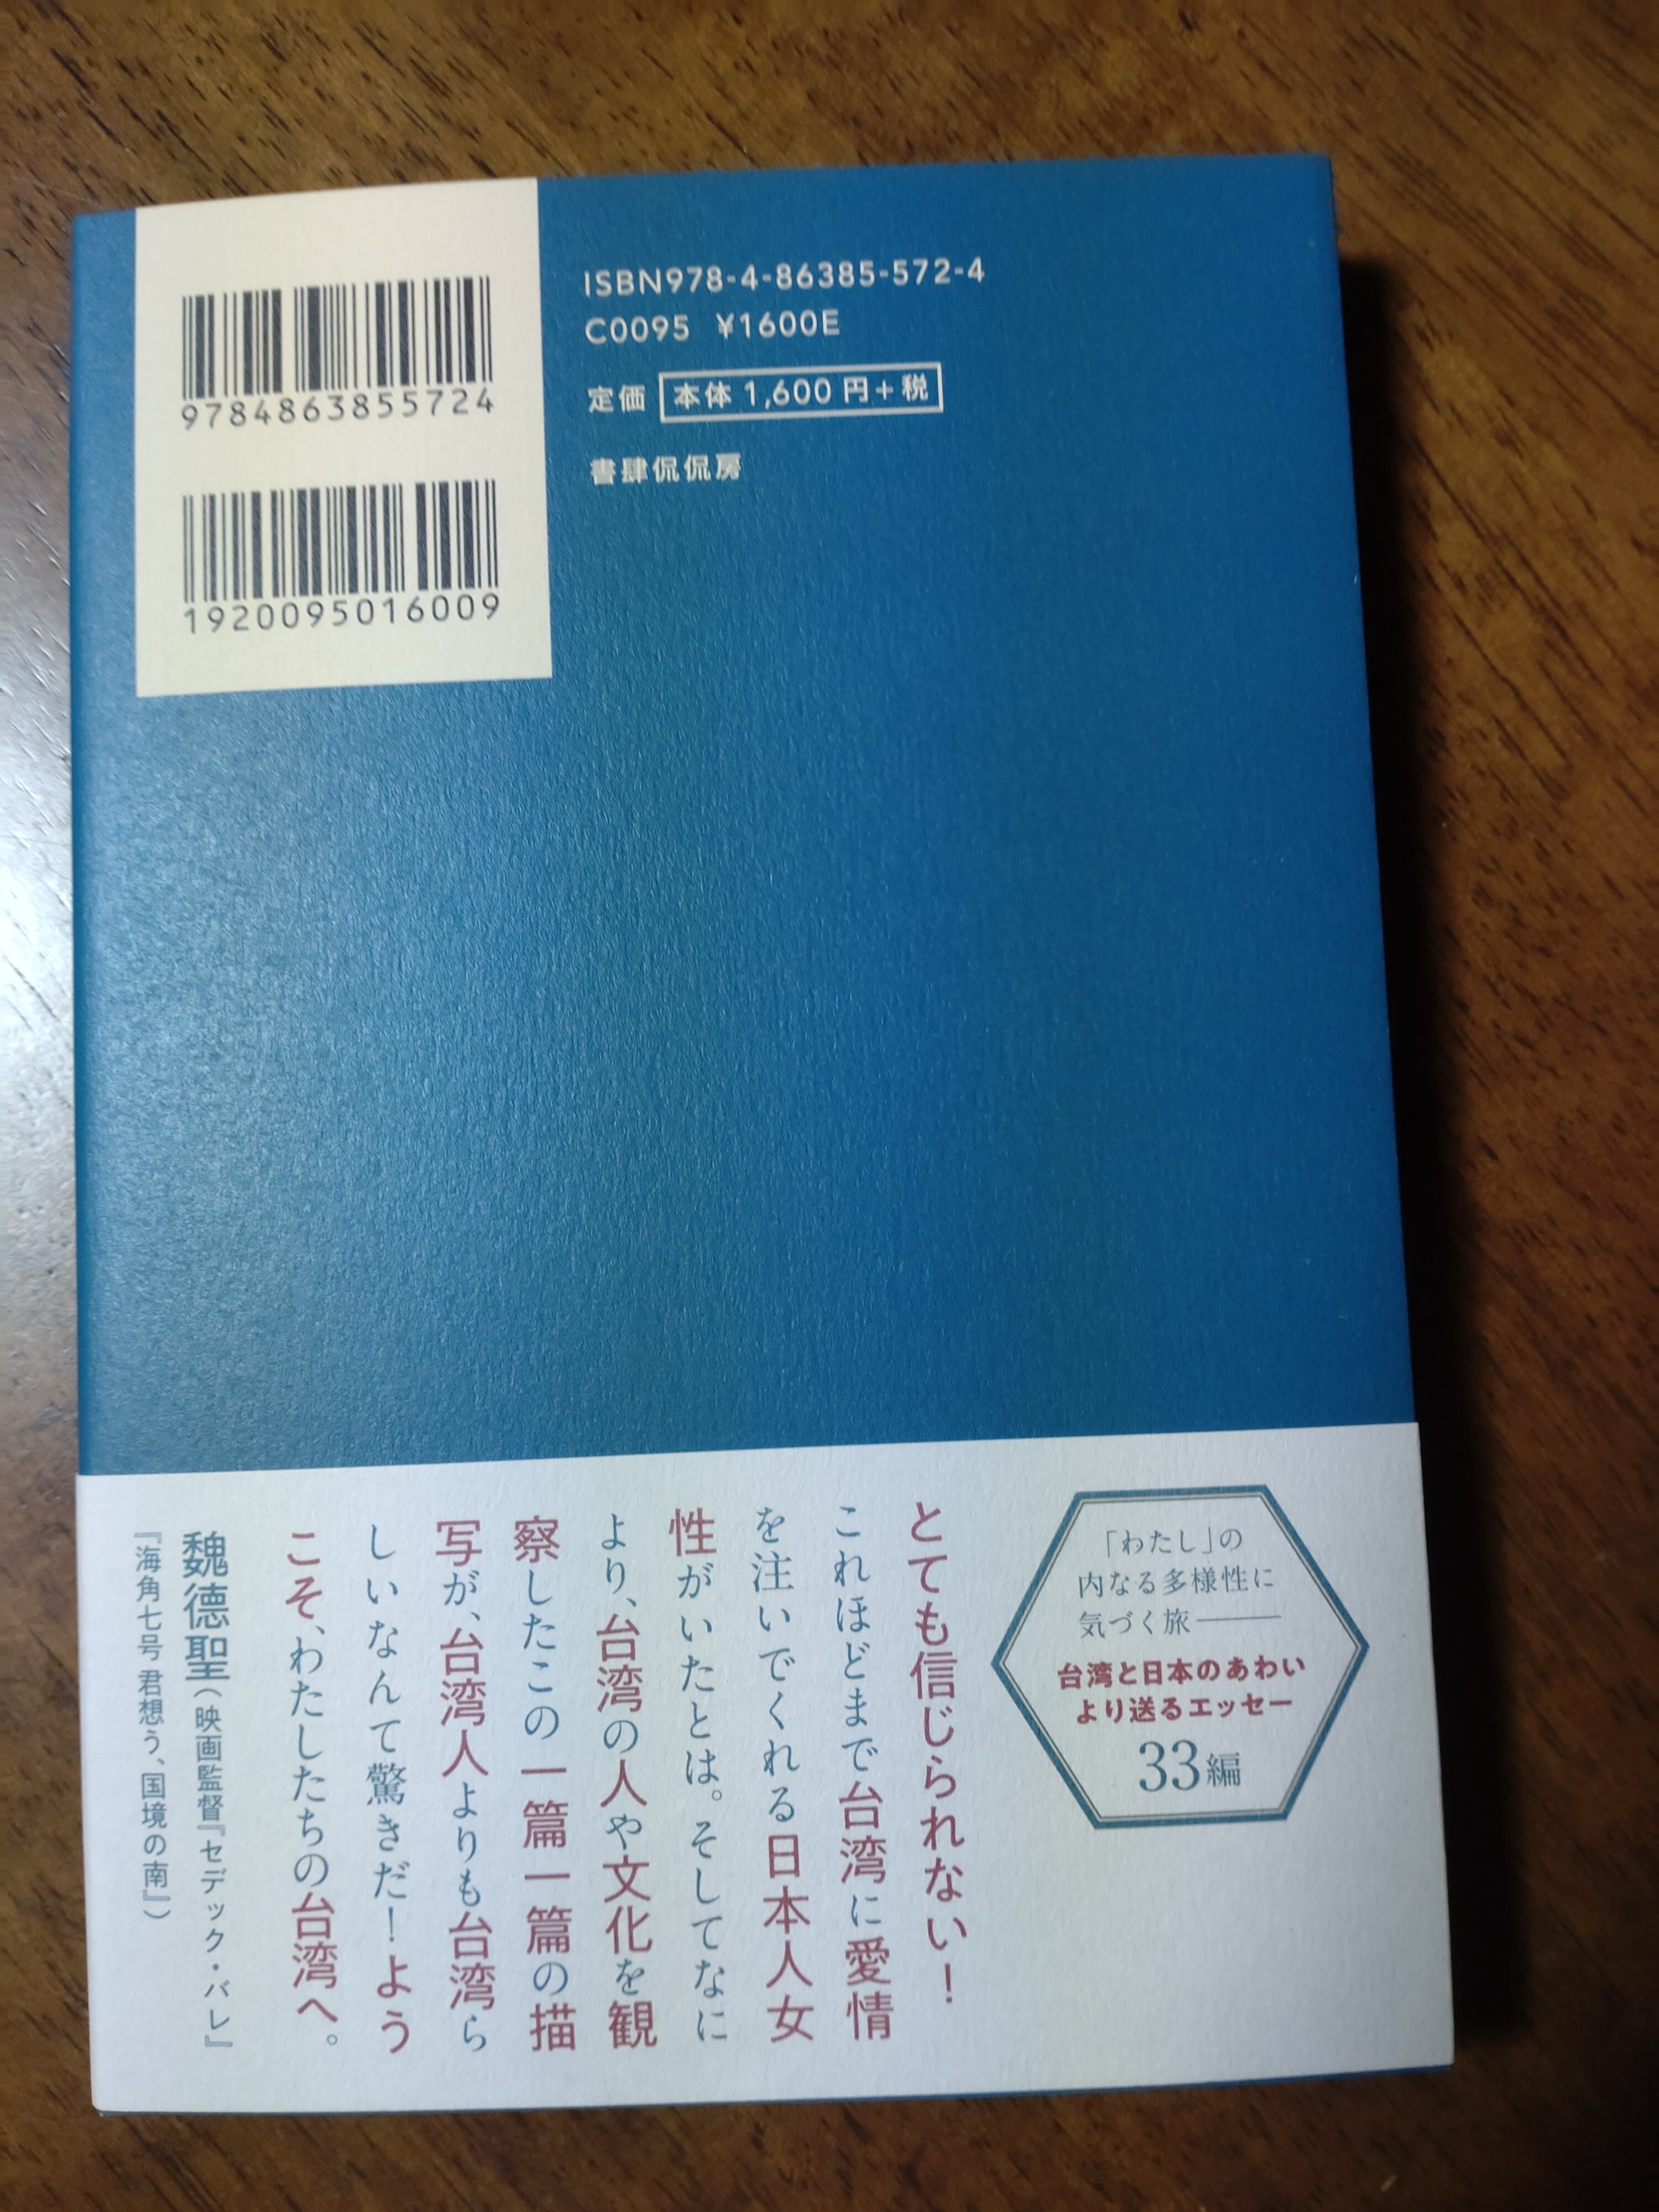 9784863855724
1920095016009
ISBN978-4-86385-572-4
C0095 ¥1600E
定価 本体 1,600 円+税
書肆侃侃房
「わたし」の
内なる多様性に
気づく旅――
台湾と日本のあわい
より送るエッセー
33編
とても信じられない!
これほどまで台湾に愛情
を注いでくれる日本人女
性がいたとは。そしてなに
より、台湾の人や文化を観
察したこの一篇一篇の描
写が、台湾人よりも台湾ら
しいなんて驚きだ!よう
こそ、わたしたちの台湾へ。
魏德聖(映画監督『セデック・バレ』
『海角七号 君想う、国境の南』)